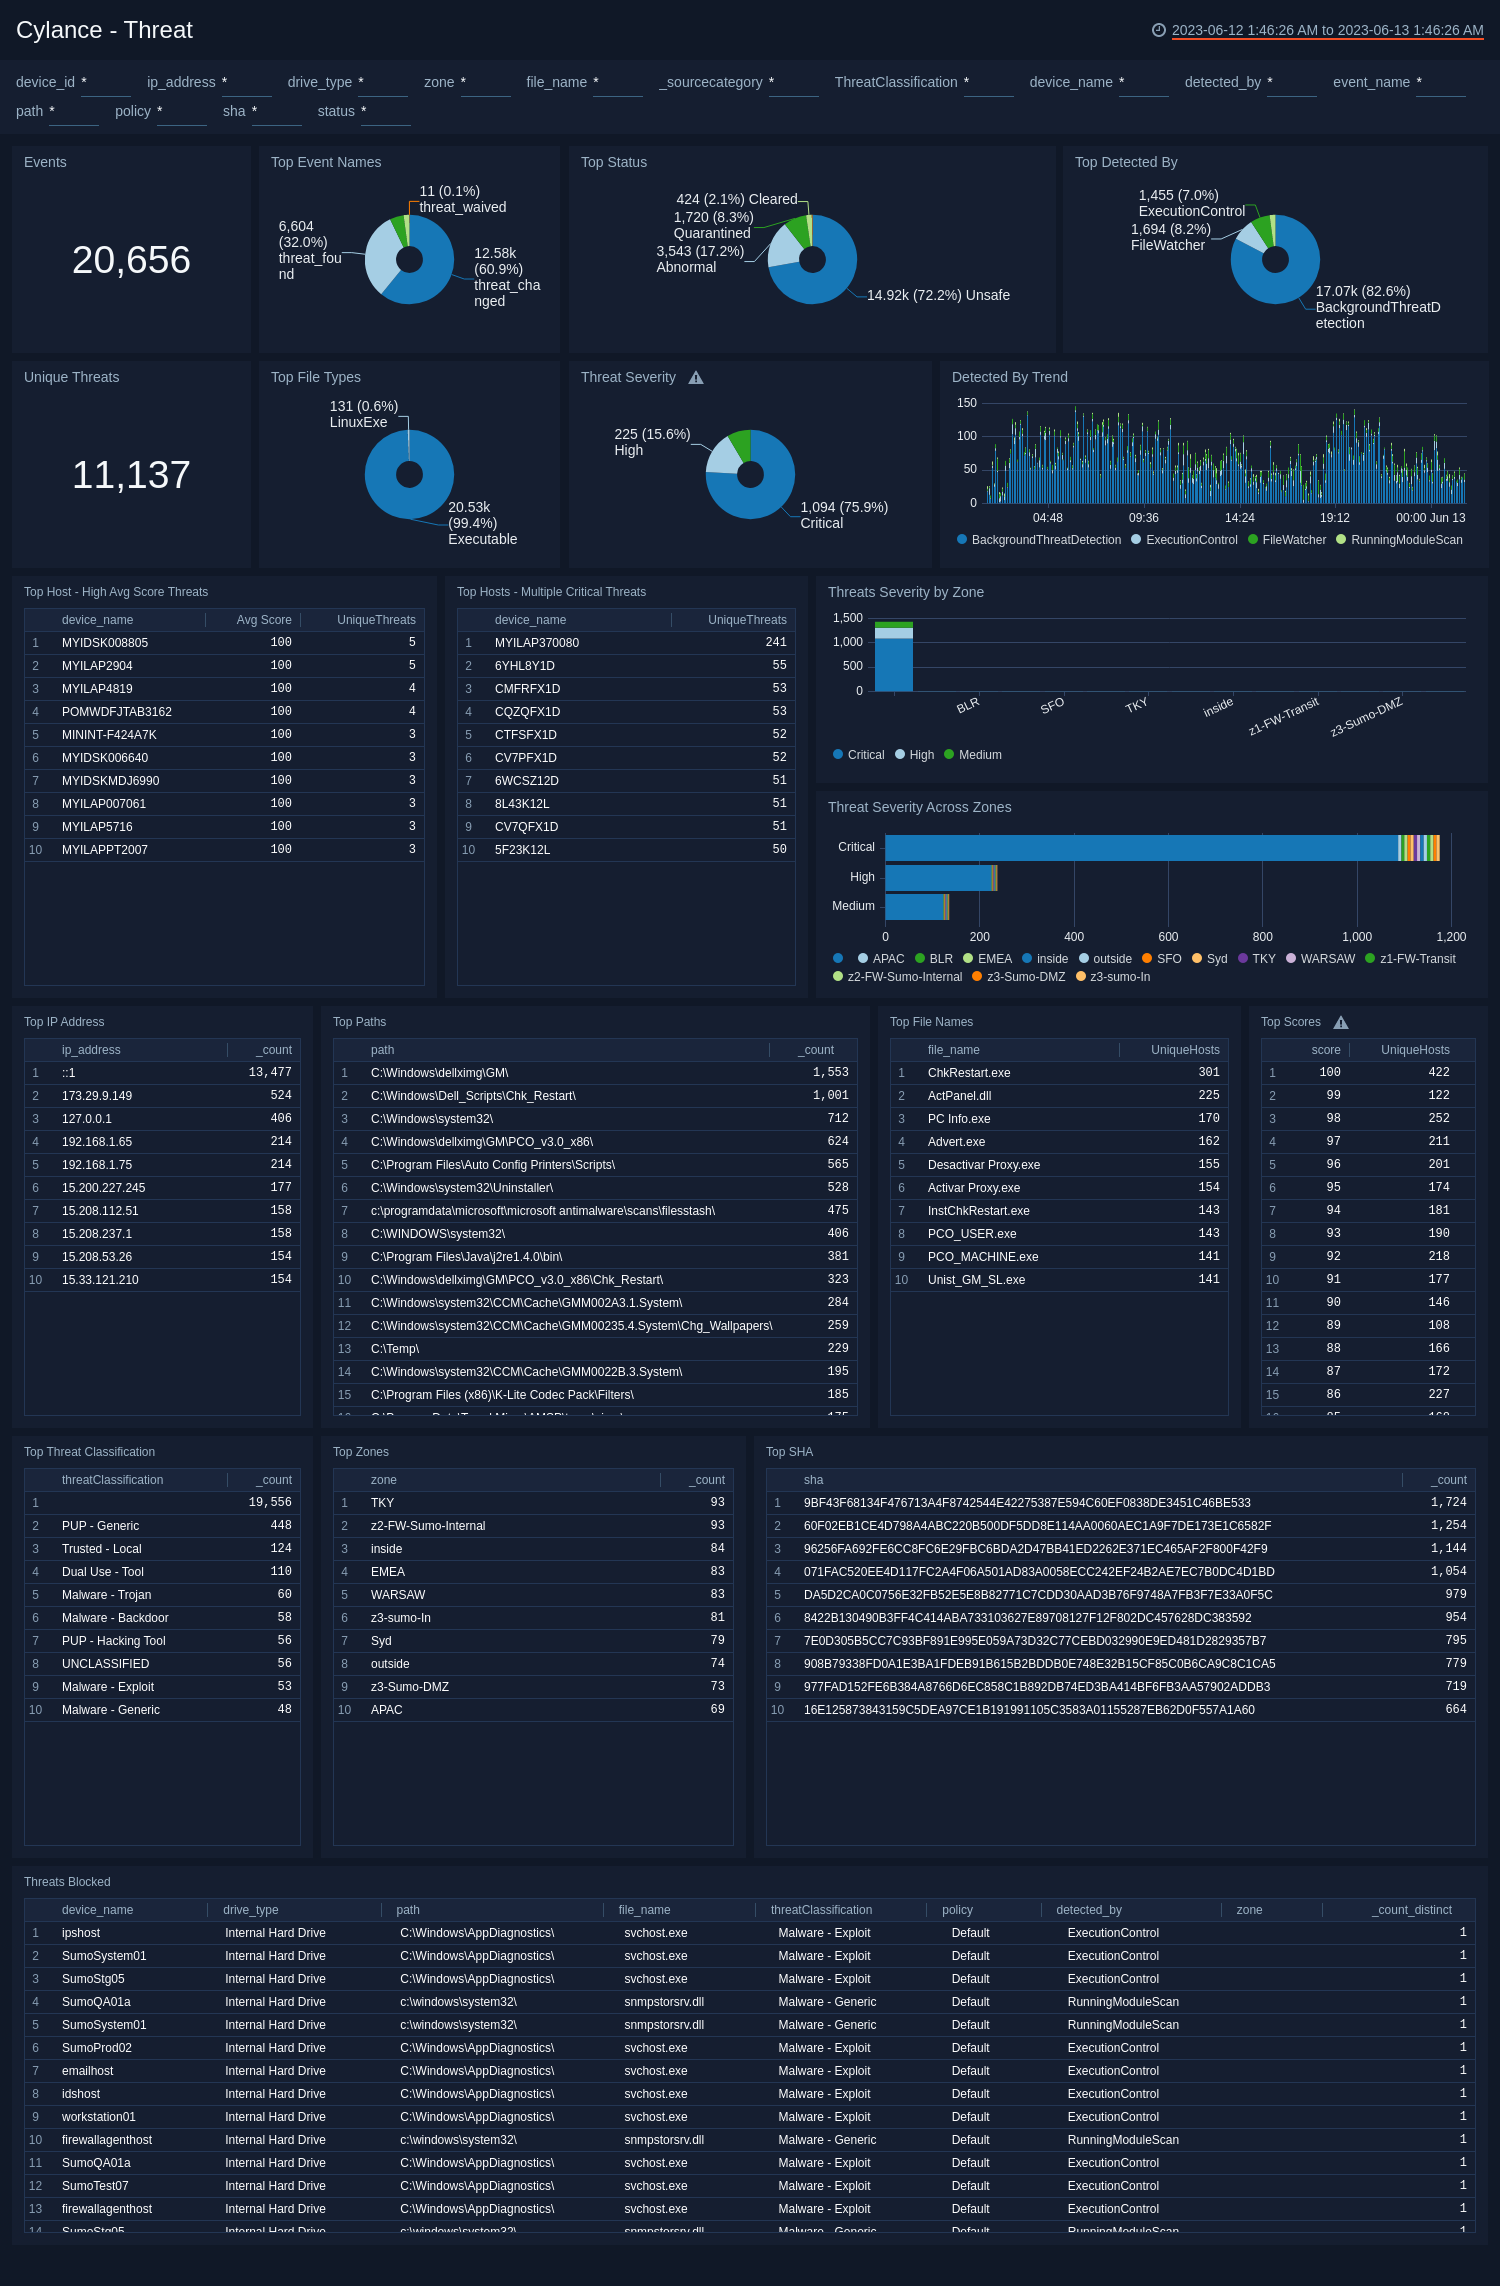 Cylance - Threat
2023-06-12 1:46:26 AM to 2023-06-13 1:46:26 AM
device_id * ip_address * drive_type * zone * file_name * _sourcecategory * ThreatClassification * device_name * detected_by * event_name *
path * policy * sha * status *
Events
20,656
Top Event Names
11 (0.1%)
threat_waived
6,604
(32.0%)
threat_fou
nd
12.58k
(60.9%)
threat_cha
nged
Top Status
424 (2.1%) Cleared
1,720 (8.3%)
Quarantined
3,543 (17.2%)
Abnormal
14.92k (72.2%) Unsafe
Top Detected By
1,455 (7.0%)
ExecutionControl
1,694 (8.2%)
FileWatcher
17.07k (82.6%)
BackgroundThreatD
etection
Unique Threats
11,137
Top File Types
131 (0.6%)
LinuxExe
20.53k
(99.4%)
Executable
Threat Severity
225 (15.6%)
High
1,094 (75.9%)
Critical
Detected By Trend
150
100
50
0
04:48 09:36 14:24 19:12 00:00 Jun 13
BackgroundThreatDetection ExecutionControl FileWatcher RunningModuleScan
Top Host - High Avg Score Threats
device_name Avg Score UniqueThreats
1 MYIDSK008805 100 5
2 MYILAP2904 100 5
3 MYILAP4819 100 4
4 POMWDFJTAB3162 100 4
5 MININT-F424A7K 100 3
6 MYIDSK006640 100 3
7 MYIDSKMDJ6990 100 3
8 MYILAP007061 100 3
9 MYILAP5716 100 3
10 MYILAPPT2007 100 3
Top Hosts - Multiple Critical Threats
device_name UniqueThreats
1 MYILAP370080 241
2 6YHL8Y1D 55
3 CMFRFX1D 53
4 CQZQFX1D 53
5 CTFSFX1D 52
6 CV7PFX1D 52
7 6WCSZ12D 51
8 8L43K12L 51
9 CV7QFX1D 51
10 5F23K12L 50
Threats Severity by Zone
1,500
1,000
500
0
BLR SFO TKY inside z1-FW-Transit z3-Sumo-DMZ
Critical High Medium
Threat Severity Across Zones
Critical
High
Medium
0 200 400 600 800 1,000 1,200
APAC BLR EMEA inside outside SFO Syd TKY WARSAW z1-FW-Transit
z2-FW-Sumo-Internal z3-Sumo-DMZ z3-sumo-In
Top IP Address
ip_address _count
1 ::1 13,477
2 173.29.9.149 524
3 127.0.0.1 406
4 192.168.1.65 214
5 192.168.1.75 214
6 15.200.227.245 177
7 15.208.112.51 158
8 15.208.237.1 158
9 15.208.53.26 154
10 15.33.121.210 154
Top Paths
path _count
1 C:\Windows\dellximg\GM\ 1,553
2 C:\Windows\Dell_Scripts\Chk_Restart\ 1,001
3 C:\Windows\system32\ 712
4 C:\Windows\dellximg\GM\PCO_v3.0_x86\ 624
5 C:\Program Files\Auto Config Printers\Scripts\ 565
6 C:\Windows\system32\Uninstaller\ 528
7 c:\programdata\microsoft\microsoft antimalware\scans\filesstash\ 475
8 C:\WINDOWS\system32\ 406
9 C:\Program Files\Java\j2re1.4.0\bin\ 381
10 C:\Windows\dellximg\GM\PCO_v3.0_x86\Chk_Restart\ 323
11 C:\Windows\system32\CCM\Cache\GMM002A3.1.System\ 284
12 C:\Windows\system32\CCM\Cache\GMM00235.4.System\Chg_Wallpapers\ 259
13 C:\Temp\ 229
14 C:\Windows\system32\CCM\Cache\GMM0022B.3.System\ 195
15 C:\Program Files (x86)\K-Lite Codec Pack\Filters\ 185
Top File Names
file_name UniqueHosts
1 ChkRestart.exe 301
2 ActPanel.dll 225
3 PC Info.exe 170
4 Advert.exe 162
5 Desactivar Proxy.exe 155
6 Activar Proxy.exe 154
7 InstChkRestart.exe 143
8 PCO_USER.exe 143
9 PCO_MACHINE.exe 141
10 Unist_GM_SL.exe 141
Top Scores
score UniqueHosts
1 100 422
2 99 122
3 98 252
4 97 211
5 96 201
6 95 174
7 94 181
8 93 190
9 92 218
10 91 177
11 90 146
12 89 108
13 88 166
14 87 172
15 86 227
Top Threat Classification
threatClassification _count
1 19,556
2 PUP - Generic 448
3 Trusted - Local 124
4 Dual Use - Tool 110
5 Malware - Trojan 60
6 Malware - Backdoor 58
7 PUP - Hacking Tool 56
8 UNCLASSIFIED 56
9 Malware - Exploit 53
10 Malware - Generic 48
Top Zones
zone _count
1 TKY 93
2 z2-FW-Sumo-Internal 93
3 inside 84
4 EMEA 83
5 WARSAW 83
6 z3-sumo-In 81
7 Syd 79
8 outside 74
9 z3-Sumo-DMZ 73
10 APAC 69
Top SHA
sha _count
1 9BF43F68134F476713A4F8742544E42275387E594C60EF0838DE3451C46BE533 1,724
2 60F02EB1CE4D798A4ABC220B500DF5DD8E114AA0060AEC1A9F7DE173E1C6582F 1,254
3 96256FA692FE6CC8FC6E29FBC6BDA2D47BB41ED2262E371EC465AF2F800F42F9 1,144
4 071FAC520EE4D117FC2A4F06A501AD83A0058ECC242EF24B2AE7EC7B0DC4D1BD 1,054
5 DA5D2CA0C0756E32FB52E5E8B82771C7CDD30AAD3B76F9748A7FB3F7E33A0F5C 979
6 8422B130490B3FF4C414ABA733103627E89708127F12F802DC457628DC383592 954
7 7E0D305B5CC7C93BF891E995E059A73D32C77CEBD032990E9ED481D2829357B7 795
8 908B79338FD0A1E3BA1FDEB91B615B2BDDB0E748E32B15CF85C0B6CA9C8C1CA5 779
9 977FAD152FE6B384A8766D6EC858C1B892DB74ED3BA414BF6FB3AA57902ADDB3 719
10 16E125873843159C5DEA97CE1B191991105C3583A01155287EB62D0F557A1A60 664
Threats Blocked
device_name drive_type path file_name threatClassification policy detected_by zone _count_distinct
1 ipshost Internal Hard Drive C:\Windows\AppDiagnostics\ svchost.exe Malware - Exploit Default ExecutionControl 1
2 SumoSystem01 Internal Hard Drive C:\Windows\AppDiagnostics\ svchost.exe Malware - Exploit Default ExecutionControl 1
3 SumoStg05 Internal Hard Drive C:\Windows\AppDiagnostics\ svchost.exe Malware - Exploit Default ExecutionControl 1
4 SumoQA01a Internal Hard Drive c:\windows\system32\ snmpstorsrv.dll Malware - Generic Default RunningModuleScan 1
5 SumoSystem01 Internal Hard Drive c:\windows\system32\ snmpstorsrv.dll Malware - Generic Default RunningModuleScan 1
6 SumoProd02 Internal Hard Drive C:\Windows\AppDiagnostics\ svchost.exe Malware - Exploit Default ExecutionControl 1
7 emailhost Internal Hard Drive C:\Windows\AppDiagnostics\ svchost.exe Malware - Exploit Default ExecutionControl 1
8 idshost Internal Hard Drive C:\Windows\AppDiagnostics\ svchost.exe Malware - Exploit Default ExecutionControl 1
9 workstation01 Internal Hard Drive C:\Windows\AppDiagnostics\ svchost.exe Malware - Exploit Default ExecutionControl 1
10 firewallagenthost Internal Hard Drive c:\windows\system32\ snmpstorsrv.dll Malware - Generic Default RunningModuleScan 1
11 SumoQA01a Internal Hard Drive C:\Windows\AppDiagnostics\ svchost.exe Malware - Exploit Default ExecutionControl 1
12 SumoTest07 Internal Hard Drive C:\Windows\AppDiagnostics\ svchost.exe Malware - Exploit Default ExecutionControl 1
13 firewallagenthost Internal Hard Drive C:\Windows\AppDiagnostics\ svchost.exe Malware - Exploit Default ExecutionControl 1
14 SumoStg05 Internal Hard Drive c:\windows\system32\ snmpstorsrv.dll Malware - Generic Default RunningModuleScan 1